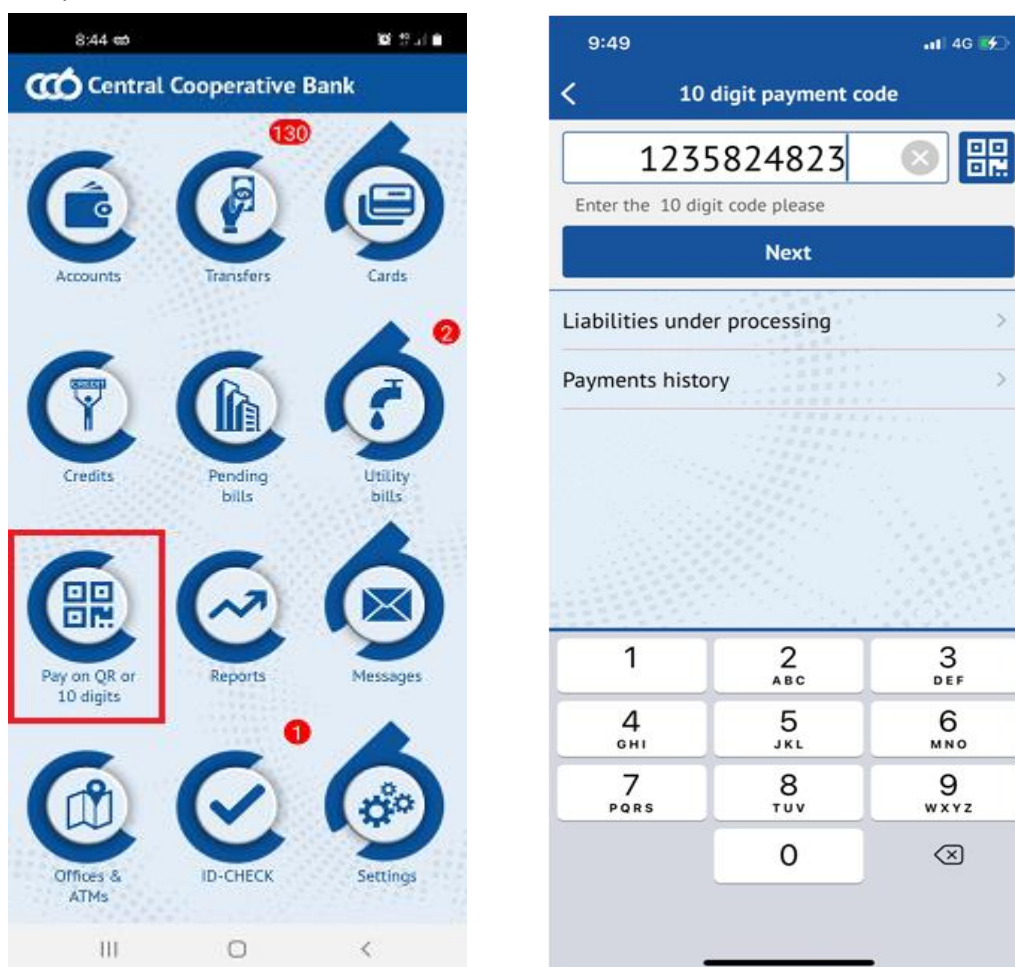 8:44
Central Cooperative Bank
130
Accounts
Transfers
Cards
2
Credits
Pending
bills
Utility
bills
Pay on QR or
10 digits
Reports
Messages
1
Offices &
ATMs
ID-CHECK
Settings
9:49
4G
10 digit payment code
1235824823
Enter the 10 digit code please
Next
Liabilities under processing
Payments history
1
2
ABC
3
DEF
4
GHI
5
JKL
6
MNO
7
PQRS
8
TUV
9
WXYZ
0